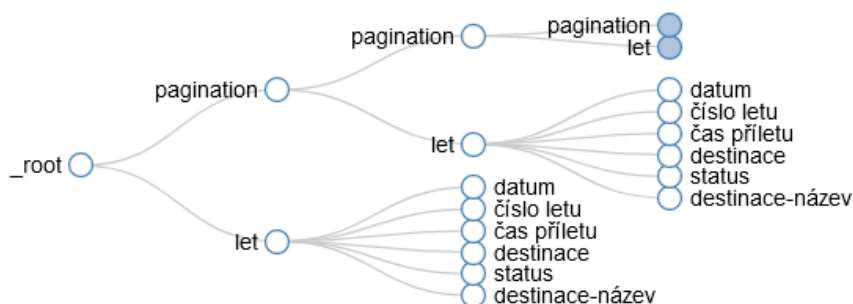 pagination
let
pagination
datum
pagination
číslo letu
čas příletu
let
destinace
status
_root
datum
destinace-název
číslo letu
čas příletu
let
destinace
status
destinace-název